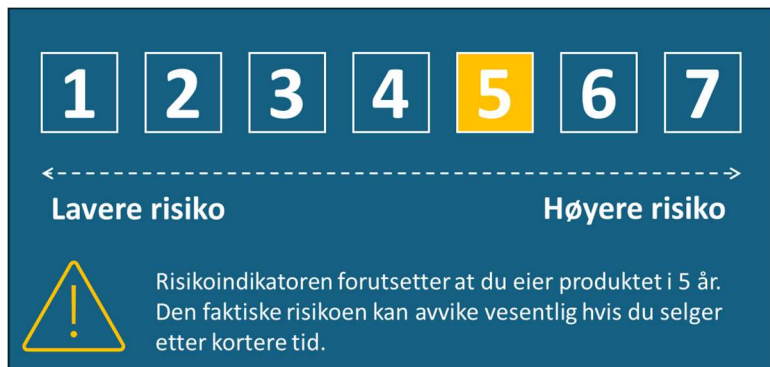 1 2 3 4 5 6 7
Lavere risiko Høyere risiko
Risikoindikatoren forutsetter at du eier produktet i 5 år.
Den faktiske risikoen kan avvike vesentlig hvis du selger
etter kortere tid.